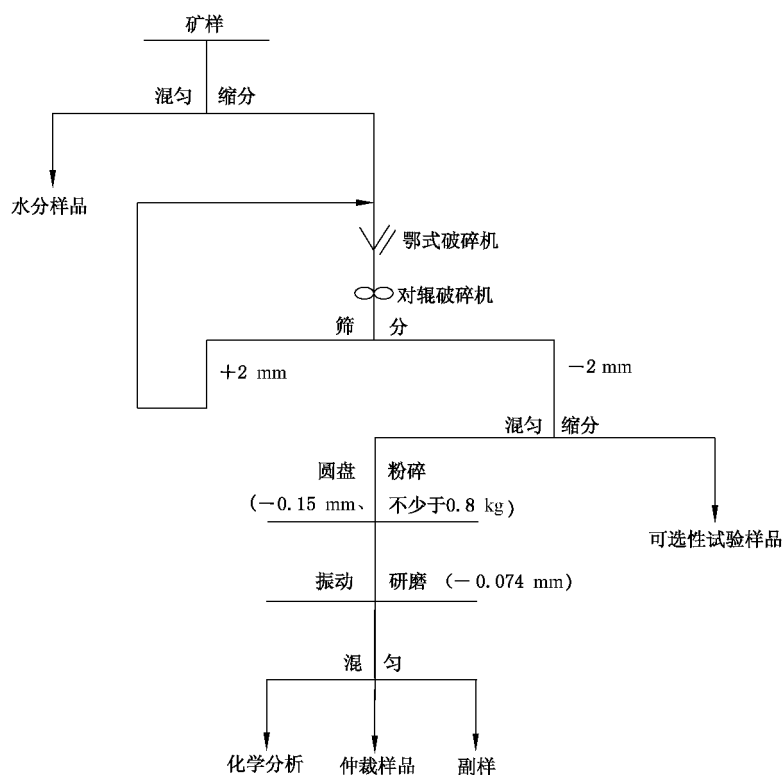 矿样
混匀 缩分
水分样品
鄂式破碎机
对辊破碎机
筛 分
+2 mm
-2 mm
混匀 缩分
圆盘 粉碎
(-0.15 mm、 不少于0.8 kg)
可选性试验样品
振动 研磨 (-0.074 mm)
混 匀
化学分析 仲裁样品 副样